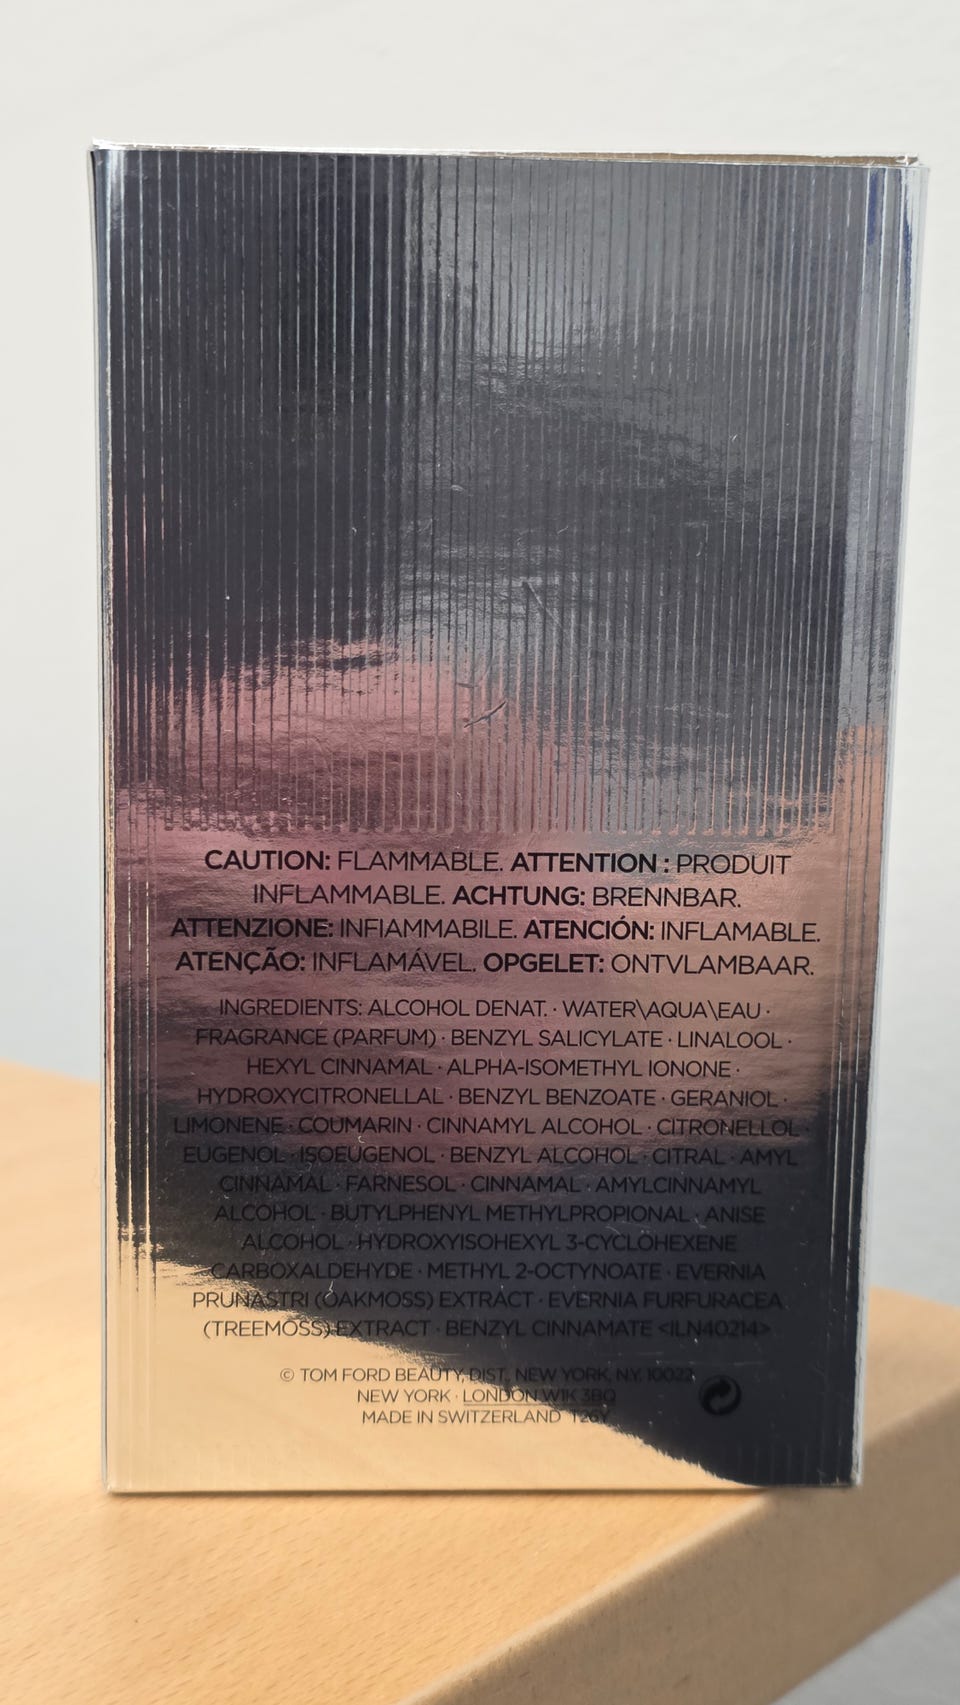 CAUTION: FLAMMABLE. ATTENTION : PRODUIT
INFLAMMABLE. ACHTUNG: BRENNBAR.
ATTENZIONE: INFIAMMABILE. ATENCIÓN: INFLAMABLE.
ATENÇÃO: INFLAMÁVEL. OPGELET: ONTVLAMBAAR.
INGREDIENTS: ALCOHOL DENAT. · WATER\AQUA\EAU ·
FRAGRANCE (PARFUM) · BENZYL SALICYLATE · LINALOOL ·
HEXYL CINNAMAL · ALPHA-ISOMETHYL IONONE ·
HYDROXYCITRONELLAL · BENZYL BENZOATE · GERANIOL ·
LIMONENE · COUMARIN · CINNAMYL ALCOHOL · CITRONELLOL ·
EUGENOL · ISOEUGENOL · BENZYL ALCOHOL · CITRAL · AMYL
CINNAMAL · FARNESOL · CINNAMAL · AMYLCINNAMYL
ALCOHOL · BUTYLPHENYL METHYLPROPIONAL · ANISE
ALCOHOL · HYDROXYISOHEXYL 3-CYCLOHEXENE
CARBOXALDEHYDE · METHYL 2-OCTYNOATE · EVERNIA
PRUNASTRI (OAKMOSS) EXTRACT · EVERNIA FURFURACEA
(TREEMOSS) EXTRACT · BENZYL CINNAMATE <ILN40214>
© TOM FORD BEAUTY, DIST. NEW YORK, N.Y. 10022
NEW YORK · LONDON W1K 3BQ
MADE IN SWITZERLAND T26Y